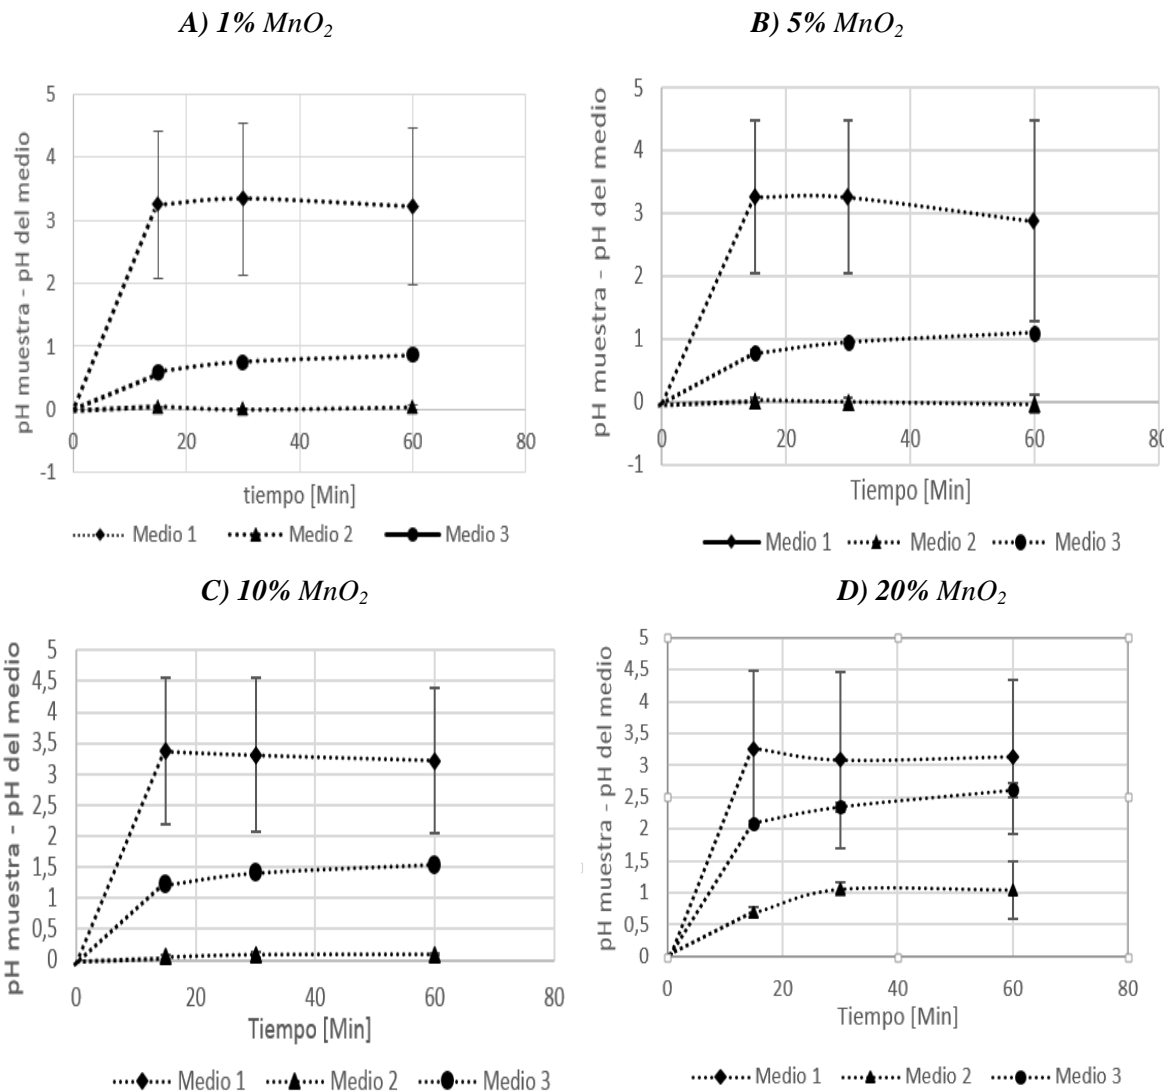 A) 1% MnO₂
5
4
3
2
1
0
-1
0 20 40 60 80
pH muestra - pH del medio
tiempo [Min]
Medio 1 Medio 2 Medio 3
B) 5% MnO₂
5
4
3
2
1
0
-1
0 20 40 60 80
pH muestra - pH del medio
Tiempo [Min]
Medio 1 Medio 2 Medio 3
C) 10% MnO₂
5
4,5
4
3,5
3
2,5
2
1,5
1
0,5
0
0 20 40 60 80
pH muestra - pH del medio
Tiempo [Min]
Medio 1 Medio 2 Medio 3
D) 20% MnO₂
5
4,5
4
3,5
3
2,5
2
1,5
1
0,5
0
0 20 40 60 80
pH muestra - pH del medio
Tiempo [Min]
Medio 1 Medio 2 Medio 3